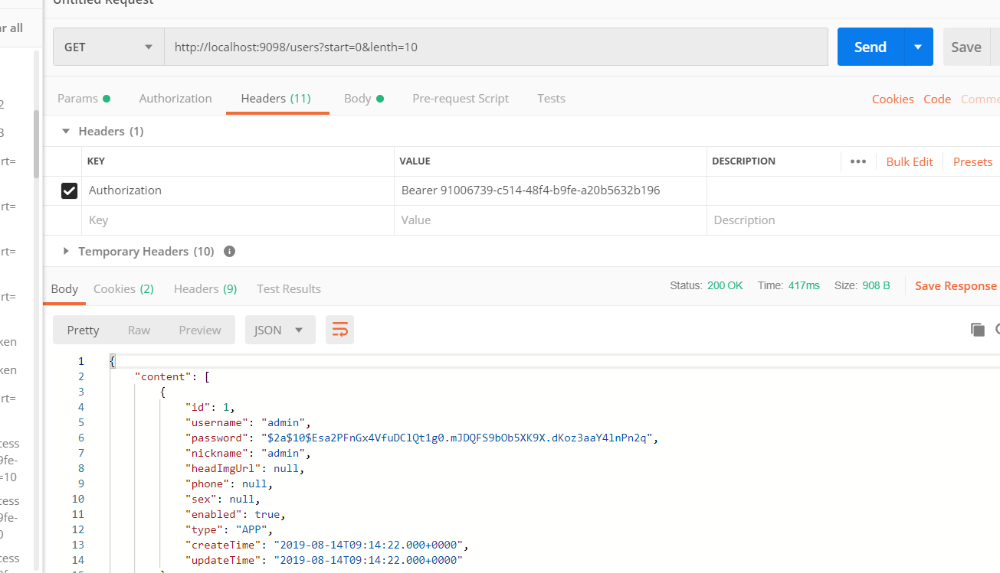 Untitled Request
ar all
GET http://localhost:9098/users?start=0&lenth=10 Send Save
Params Authorization Headers (11) Body Pre-request Script Tests Cookies Code Comme
2
Headers (1)
3
KEY VALUE DESCRIPTION ••• Bulk Edit Presets
rt=
Authorization Bearer 91006739-c514-48f4-b9fe-a20b5632b196
rt=
Key Value Description
rt=
Temporary Headers (10) i
Body Cookies (2) Headers (9) Test Results Status: 200 OK Time: 417ms Size: 908 B Save Response
rt=
Pretty Raw Preview JSON
ken
1 {
ken
2 "content": [
3 {
rt=
4 "id": 1,
5 "username": "admin",
6 "password": "$2a$10$Esa2PFnGx4VfuDClQt1g0.mJDQFS9bOb5XK9X.dKoz3aaY4lnPn2q",
cess
7 "nickname": "admin",
9fe-
8 "headImgUrl": null,
=10
9 "phone": null,
10 "sex": null,
cess
11 "enabled": true,
9fe-
12 "type": "APP",
0
13 "createTime": "2019-08-14T09:14:22.000+0000",
14 "updateTime": "2019-08-14T09:14:22.000+0000"
cess
15 }